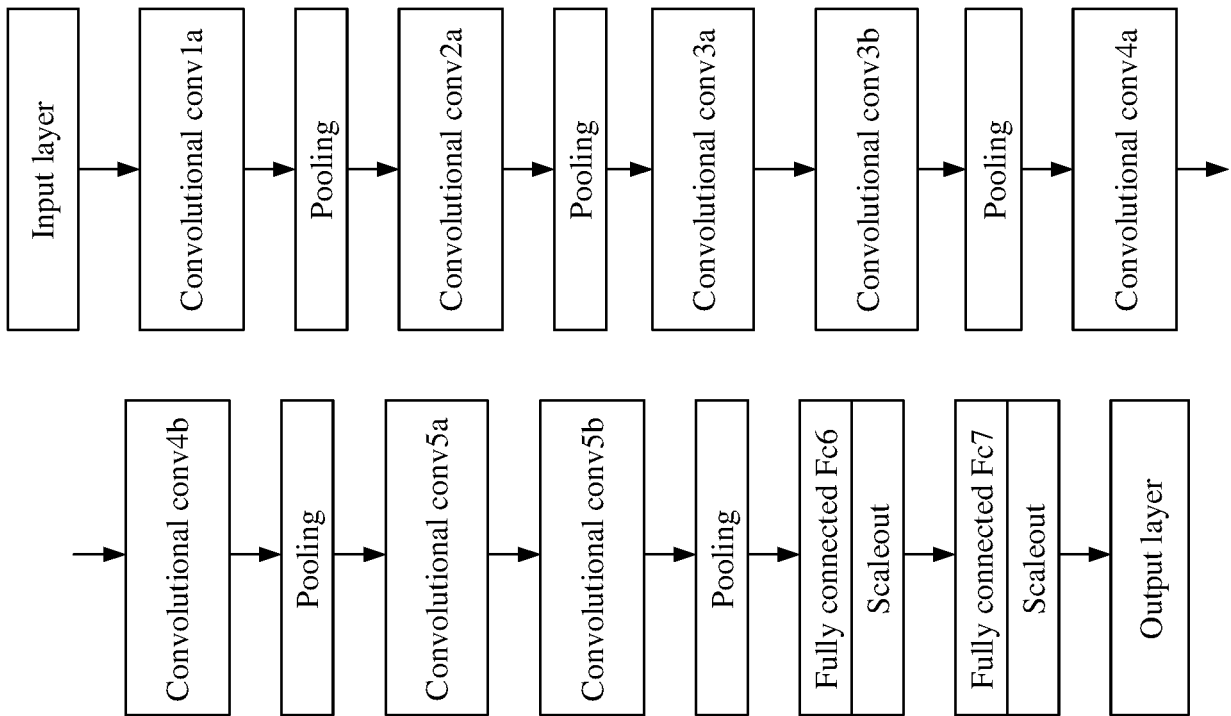 Input layer
Convolutional conv1a
Pooling
Convolutional conv2a
Pooling
Convolutional conv3a
Convolutional conv3b
Pooling
Convolutional conv4a
Convolutional conv4b
Pooling
Convolutional conv5a
Convolutional conv5b
Pooling
Fully connected Fc6
Scaleout
Fully connected Fc7
Scaleout
Output layer